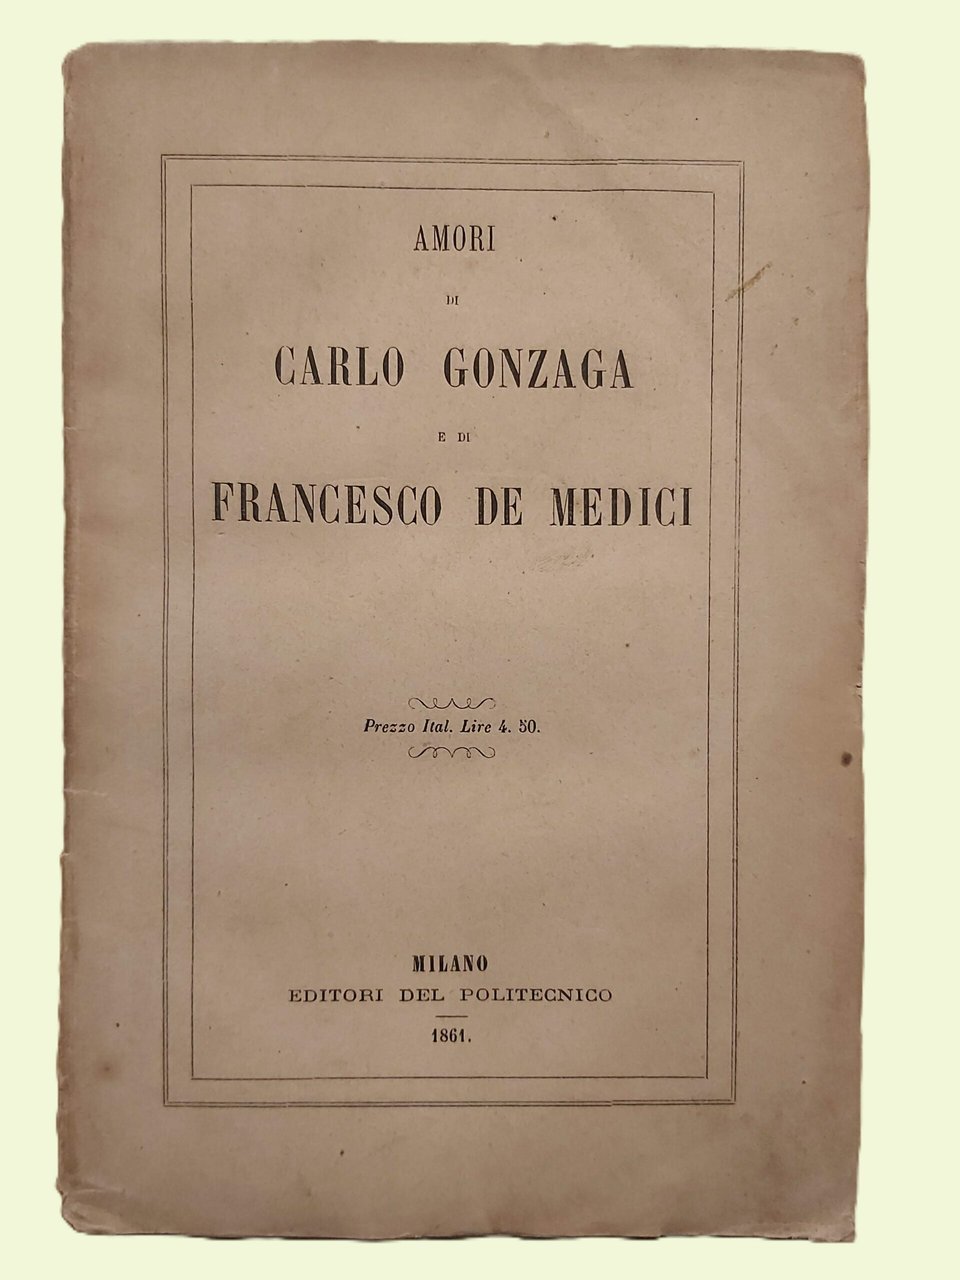 AMORI
DI
CARLO GONZAGA
E DI
FRANCESCO DE MEDICI
Prezzo Ital. Lire 4. 50.
MILANO
EDITORI DEL POLITECNICO
1861.